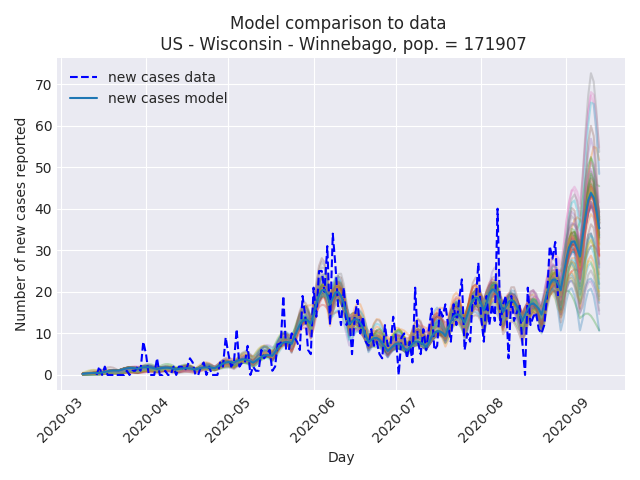 Model comparison to data
US - Wisconsin - Winnebago, pop. = 171907
new cases data
new cases model
Number of new cases reported
70
60
50
40
30
20
10
0
2020-03
2020-04
2020-05
2020-06
2020-07
2020-08
2020-09
Day